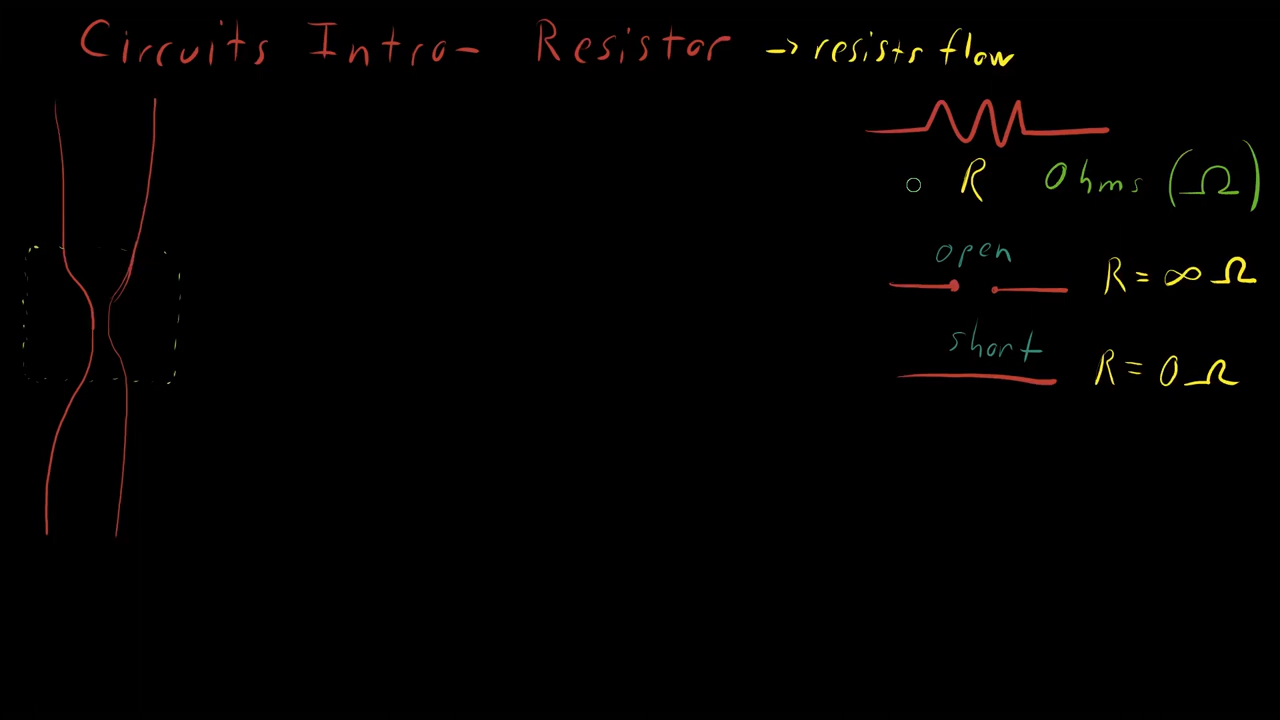 Circuits Intro- Resistor → resists flow
R Ohms (Ω)
open
R = ∞ Ω
short
R = 0 Ω